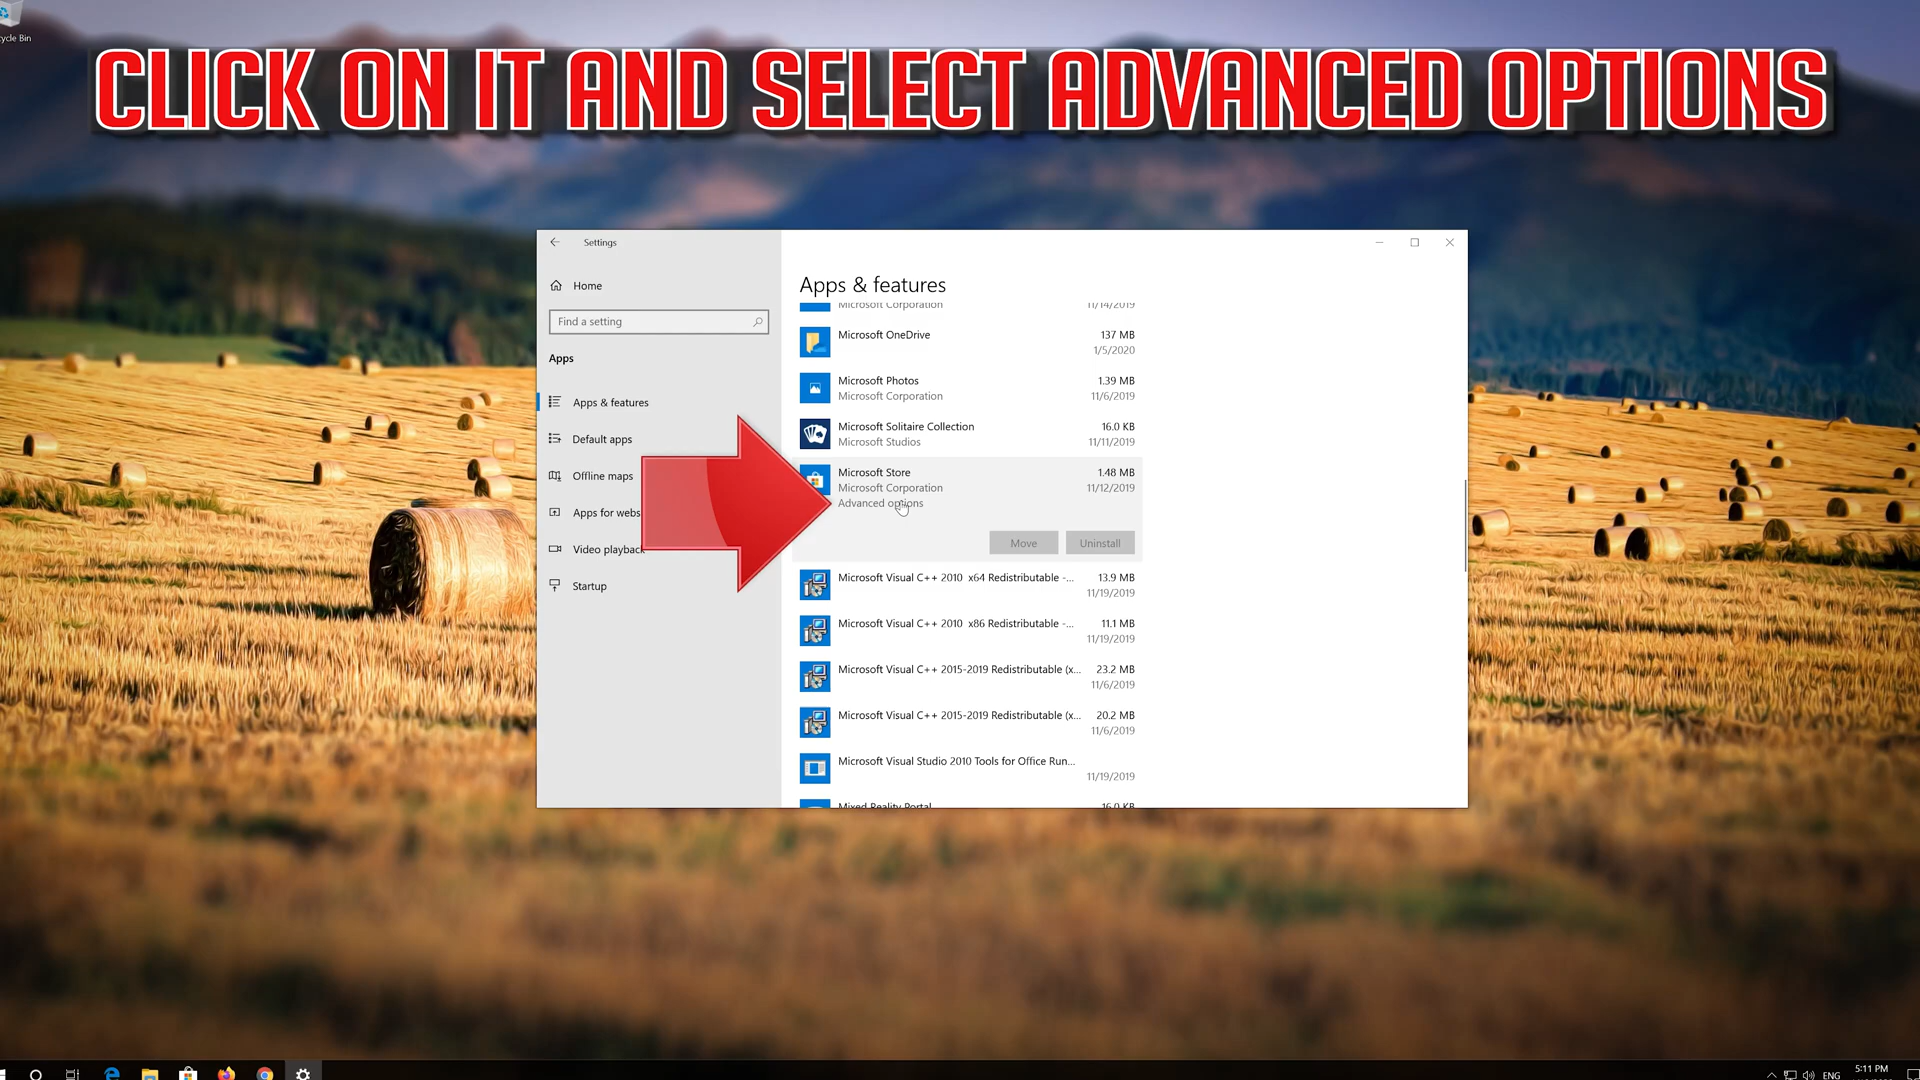 cycle Bin
CLICK ON IT AND SELECT ADVANCED OPTIONS
Settings
Home
Find a setting
Apps
Apps & features
Default apps
Offline maps
Apps for webs
Video playback
Startup
Apps & features
Microsoft Corporation 11/14/2019
Microsoft OneDrive 137 MB
1/5/2020
Microsoft Photos 1.39 MB
Microsoft Corporation 11/6/2019
Microsoft Solitaire Collection 16.0 KB
Microsoft Studios 11/11/2019
Microsoft Store 1.48 MB
Microsoft Corporation 11/12/2019
Advanced options
Move Uninstall
Microsoft Visual C++ 2010 x64 Redistributable -... 13.9 MB
11/19/2019
Microsoft Visual C++ 2010 x86 Redistributable -... 11.1 MB
11/19/2019
Microsoft Visual C++ 2015-2019 Redistributable (x... 23.2 MB
11/6/2019
Microsoft Visual C++ 2015-2019 Redistributable (x... 20.2 MB
11/6/2019
Microsoft Visual Studio 2010 Tools for Office Run...
11/19/2019
Mixed Reality Portal 16.0 KB
ENG
5:11 PM